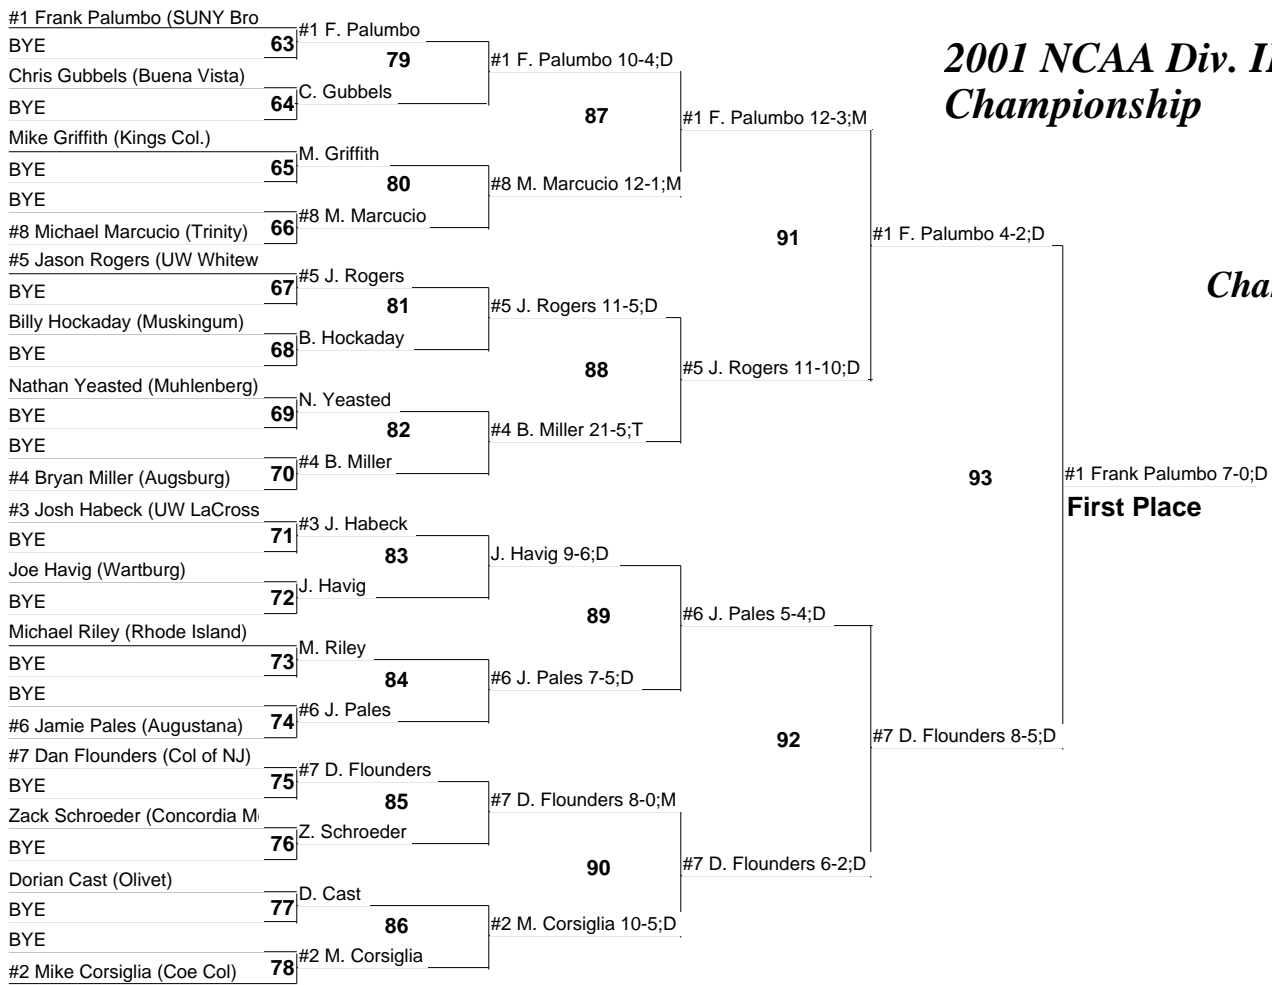 #1 Frank Palumbo (SUNY Bro
BYE
Chris Gubbels (Buena Vista)
BYE
Mike Griffith (Kings Col.)
BYE
BYE
#8 Michael Marcucio (Trinity)
#5 Jason Rogers (UW Whitew
BYE
Billy Hockaday (Muskingum)
BYE
Nathan Yeasted (Muhlenberg)
BYE
BYE
#4 Bryan Miller (Augsburg)
#3 Josh Habeck (UW LaCross
BYE
Joe Havig (Wartburg)
BYE
Michael Riley (Rhode Island)
BYE
BYE
#6 Jamie Pales (Augustana)
#7 Dan Flounders (Col of NJ)
BYE
Zack Schroeder (Concordia M
BYE
Dorian Cast (Olivet)
BYE
BYE
#2 Mike Corsiglia (Coe Col)
63
64
65
66
67
68
69
70
71
72
73
74
75
76
77
78
#1 F. Palumbo
79
C. Gubbels
M. Griffith
80
#8 M. Marcucio
#5 J. Rogers
81
B. Hockaday
N. Yeasted
82
#4 B. Miller
#3 J. Habeck
83
J. Havig
M. Riley
84
#6 J. Pales
#7 D. Flounders
85
Z. Schroeder
D. Cast
86
#2 M. Corsiglia
#1 F. Palumbo 10-4;D
87
#8 M. Marcucio 12-1;M
#5 J. Rogers 11-5;D
88
#4 B. Miller 21-5;T
J. Havig 9-6;D
89
#6 J. Pales 7-5;D
#7 D. Flounders 8-0;M
90
#2 M. Corsiglia 10-5;D
#1 F. Palumbo 12-3;M
91
#5 J. Rogers 11-10;D
#6 J. Pales 5-4;D
92
#7 D. Flounders 6-2;D
#1 F. Palumbo 4-2;D
93
#7 D. Flounders 8-5;D
#1 Frank Palumbo 7-0;D
First Place
2001 NCAA Div. II
Championship
Cha